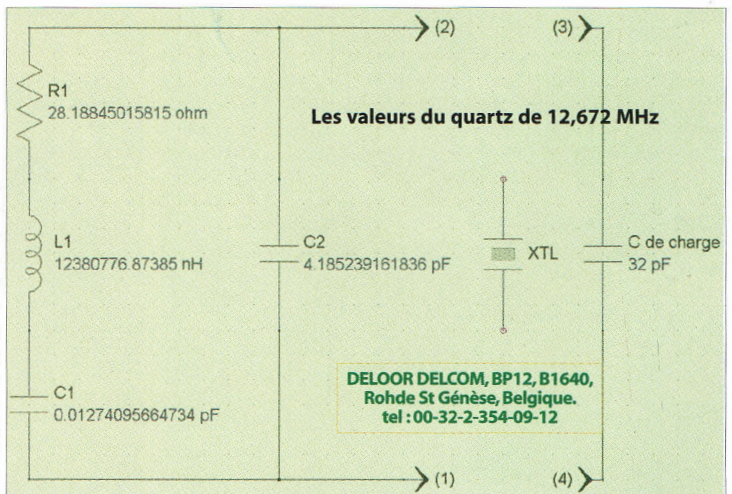 (2)
(3)
R1
28.18845015815 ohm
Les valeurs du quartz de 12,672 MHz
L1
12380776.87385 nH
C2
4.185239161836 pF
XTL
C de charge
32 pF
DELOOR DELCOM, BP12, B1640,
Rohde St Génèse, Belgique.
tel : 00-32-2-354-09-12
C1
0.01274095664734 pF
(1)
(4)